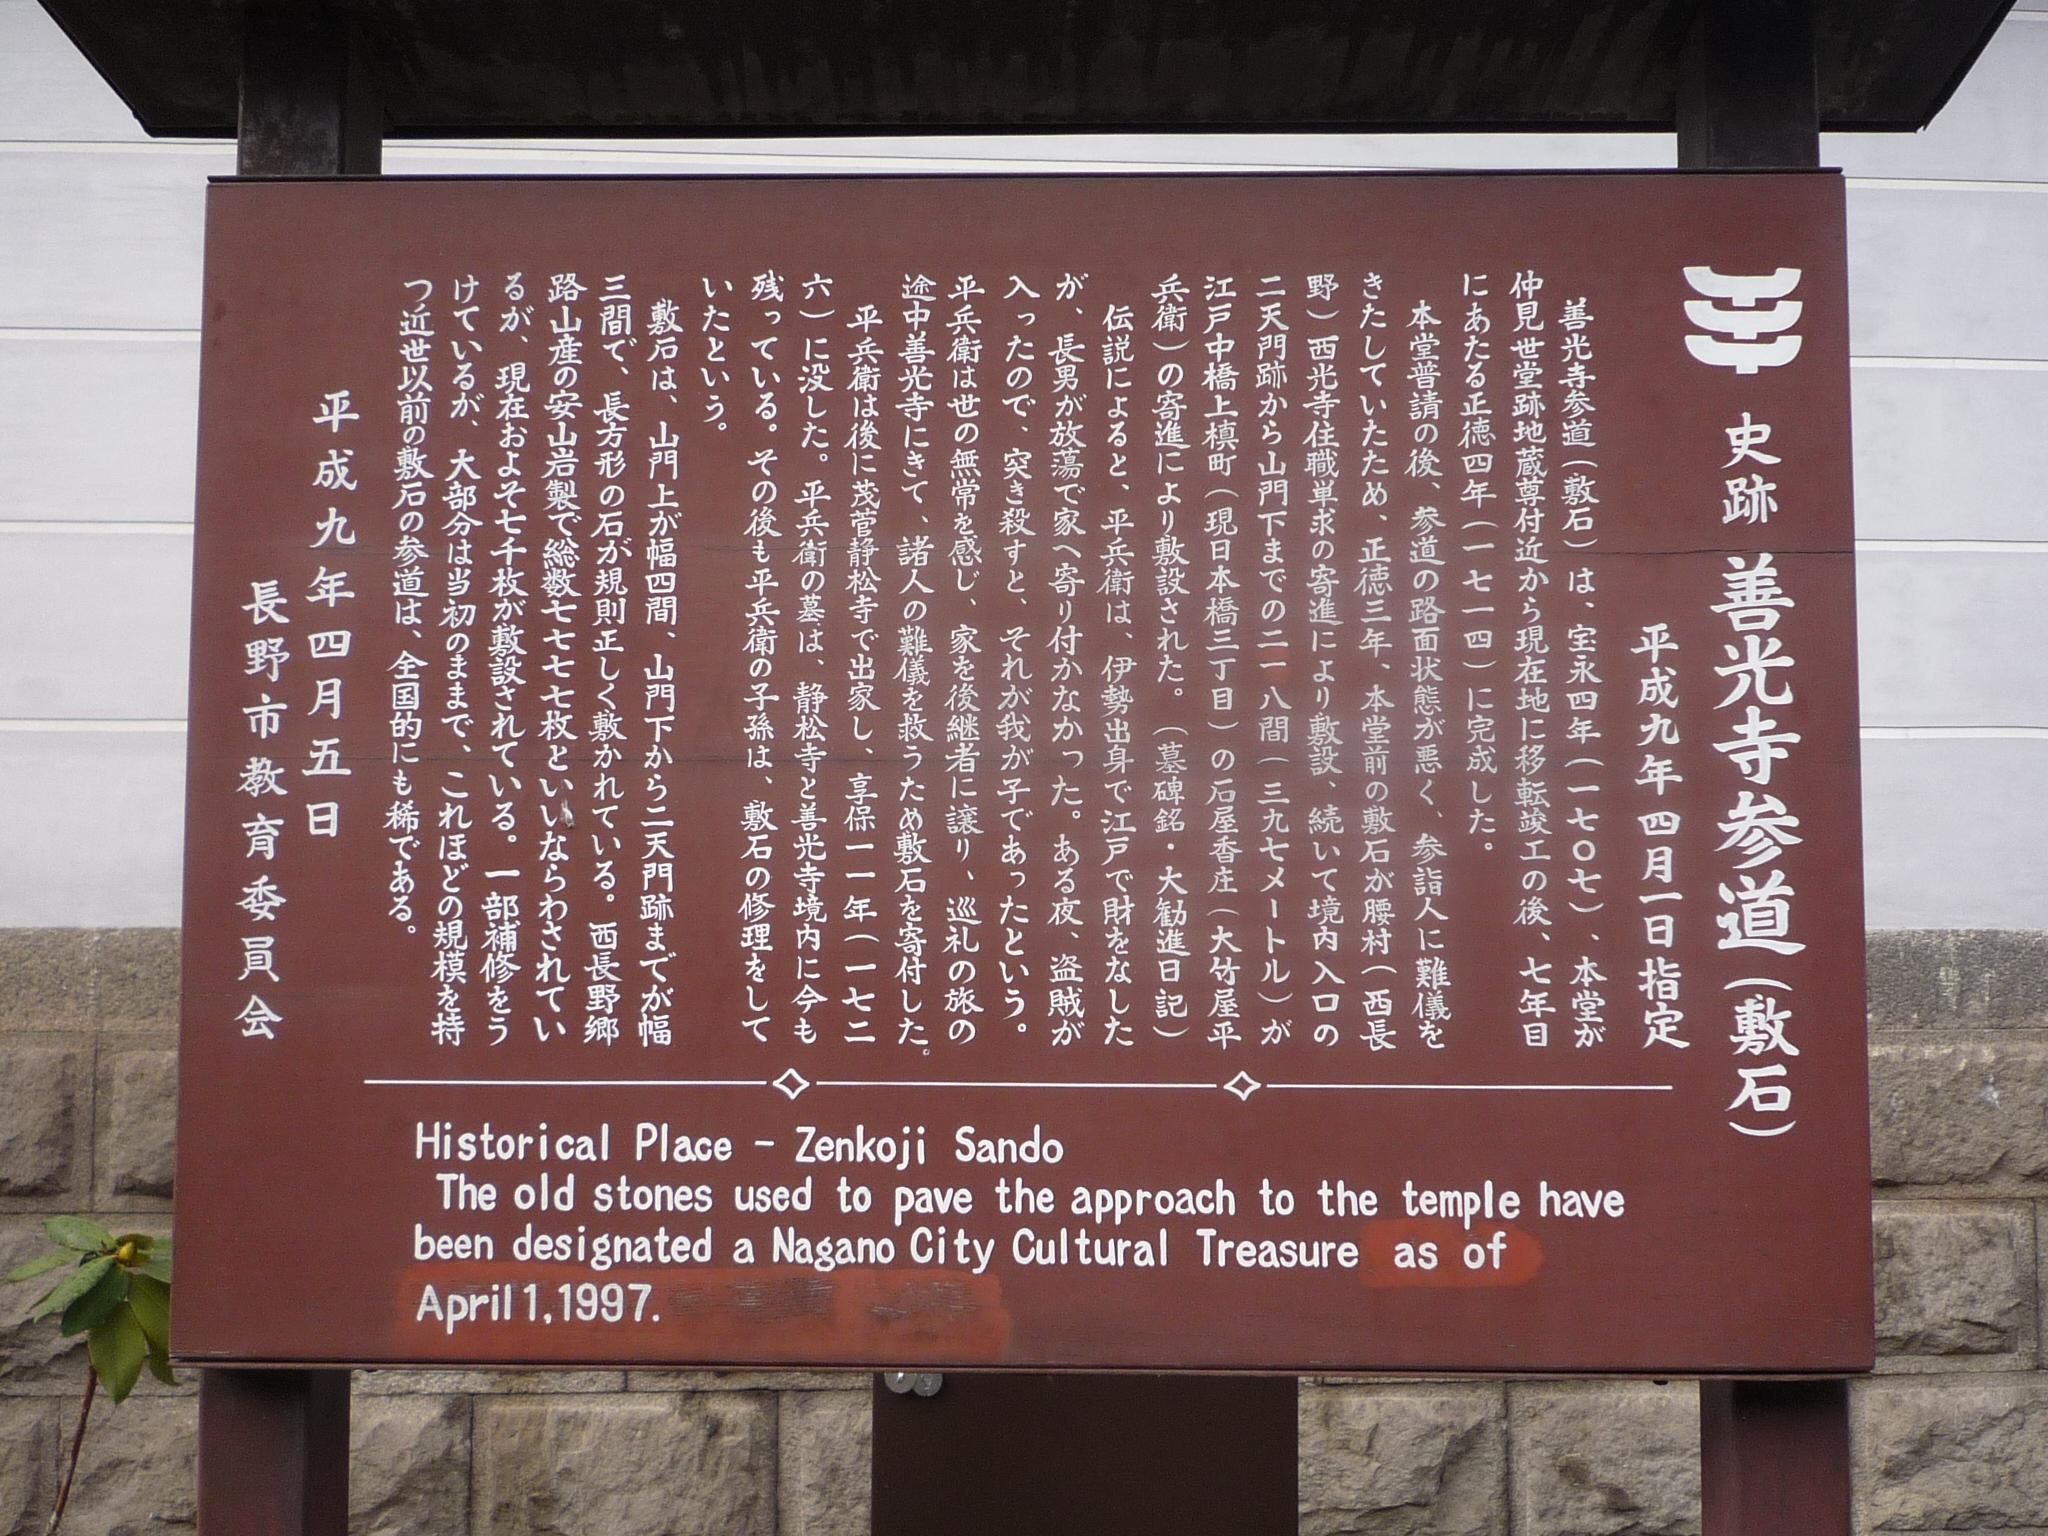 史跡 善光寺参道(敷石)
平成九年四月一日指定
善光寺参道(敷石)は、宝永四年(一七〇七)、本堂が
仲見世堂跡地蔵尊付近から現在地に移転竣工の後、七年目
にあたる正徳四年(一七一四)に完成した。
本堂普請の後、参道の路面状態が悪く、参詣人に難儀を
きたしていたため、正徳三年、本堂前の敷石が腰村(西長
野)西光寺住職単求の寄進により敷設、続いて境内入口の
二天門跡から山門下までの二一八間(三九七メートル)が
江戸中橋上槙町(現日本橋三丁目)の石屋香庄(大竹屋平
兵衛)の寄進により敷設された。(墓碑銘・大勧進日記)
伝説によると、平兵衛は、伊勢出身で江戸で財をなした
が、長男が放蕩で家へ寄り付かなかった。ある夜、盗賊が
入ったので、突き殺すと、それが我が子であったという。
平兵衛は世の無常を感じ、家を後継者に譲り、巡礼の旅の
途中善光寺にきて、諸人の難儀を救うため敷石を寄付した。
平兵衛は後に茂菅静松寺で出家し、享保一一年(一七二
六)に没した。平兵衛の墓は、静松寺と善光寺境内に今も
残っている。その後も平兵衛の子孫は、敷石の修理をして
いたという。
敷石は、山門上が幅四間、山門下から二天門跡までが幅
三間で、長方形の石が規則正しく敷かれている。西長野郷
路山産の安山岩製で総数七七七七枚といいならわされてい
るが、現在およそ七千枚が敷設されている。一部補修をう
けているが、大部分は当初のままで、これほどの規模を持
つ近世以前の敷石の参道は、全国的にも稀である。
平成九年四月五日
長野市教育委員会
Historical Place - Zenkoji Sando
The old stones used to pave the approach to the temple have
been designated a Nagano City Cultural Treasure as of
April 1, 1997.